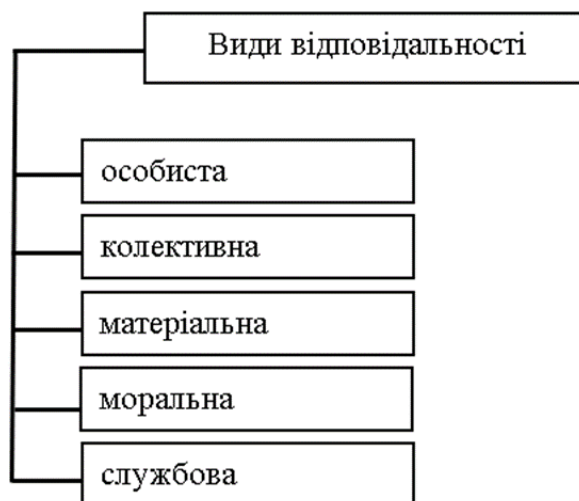 Види відповідальності
особиста
колективна
матеріальна
моральна
службова